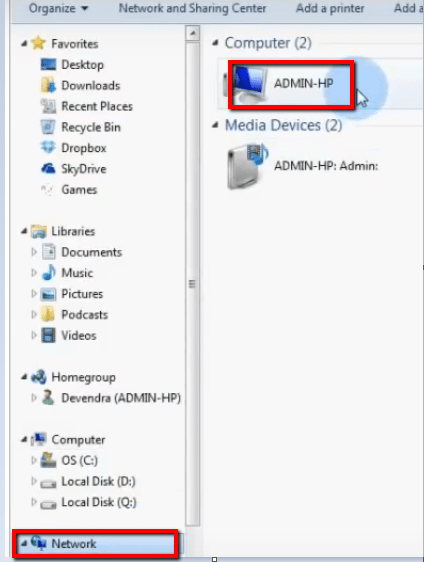 Organize Network and Sharing Center Add a printer Add a
Favorites
Desktop
Downloads
Recent Places
Recycle Bin
Dropbox
SkyDrive
Games
Libraries
Documents
Music
Pictures
Podcasts
Videos
Homegroup
Devendra (ADMIN-HP)
Computer
OS (C:)
Local Disk (D:)
Local Disk (Q:)
Network
Computer (2)
ADMIN-HP
Media Devices (2)
ADMIN-HP: Admin: